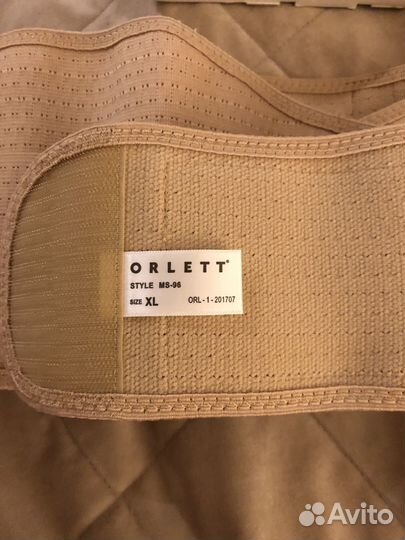 ORLETT®
STYLE MS-96
SIZE XL ORL - 1 - 201707
Avito